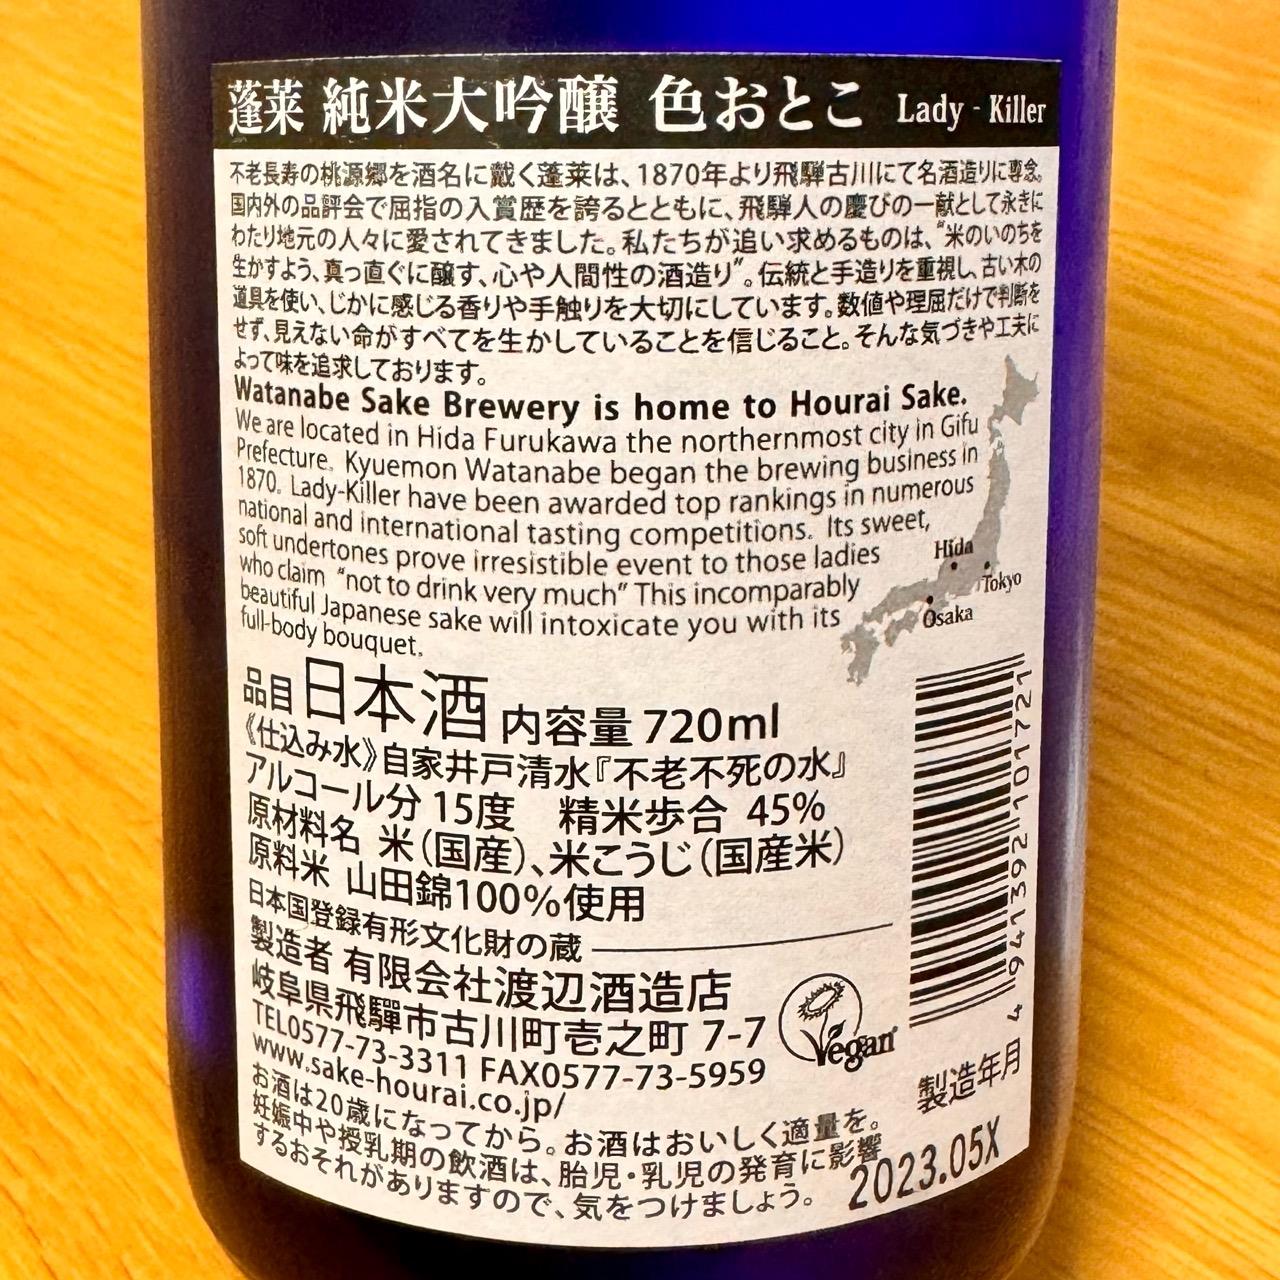 蓬莱 純米大吟醸 色おとこ Lady - Killer
不老長寿の桃源郷を酒名に戴く蓬莱は、1870年より飛騨古川にて名酒造りに専念。
国内外の品評会で屈指の入賞歴を誇るとともに、飛騨人の慶びの一献として永きに
わたり地元の人々に愛されてきました。私たちが追い求めるものは、“米のいのちを
生かすよう、真っ直ぐに醸す、心や人間性の酒造り”。伝統と手造りを重視し、古い木の
道具を使い、じかに感じる香りや手触りを大切にしています。数値や理屈だけで判断を
せず、見えない命がすべてを生かしていることを信じること。そんな気づきや工夫に
よって味を追求しております。
Watanabe Sake Brewery is home to Hourai Sake.
We are located in Hida Furukawa the northernmost city in Gifu
Prefecture. Kyuemon Watanabe began the brewing business in
1870. Lady-Killer have been awarded top rankings in numerous
national and international tasting competitions. Its sweet,
soft undertones prove irresistible event to those ladies
who claim “not to drink very much” This incomparably
beautiful Japanese sake will intoxicate you with its
full-body bouquet.
Hida
Tokyo
Osaka
品目 日本酒 内容量 720ml
《仕込み水》自家井戸清水『不老不死の水』
アルコール分 15度 精米歩合 45%
原材料名 米(国産)、米こうじ(国産米)
原料米 山田錦100%使用
日本国登録有形文化財の蔵
製造者 有限会社渡辺酒造店
岐阜県飛驒市古川町壱之町 7-7
TEL0577-73-3311 FAX0577-73-5959
www.sake-hourai.co.jp/
お酒は20歳になってから。お酒はおいしく適量を。
妊娠中や授乳期の飲酒は、胎児・乳児の発育に影響
するおそれがありますので、気をつけましょう。
Vegan
4 941392 101721
製造年月
2023.05X